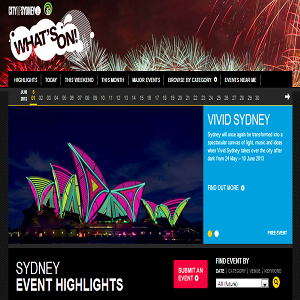 CITY OF SYDNEY
WHAT'S ON!
HIGHLIGHTS | TODAY | THIS WEEKEND | THIS MONTH | MAJOR EVENTS | BROWSE BY CATEGORY | EVENTS NEAR ME
JUN S
2013 01 02 03 04 05 06 07 08 09 10 11 12 13 14 15 16 17 18 19 20 21 22 23 24 25 26 27 28 29 30
VIVID SYDNEY
Sydney will once again be transformed into a
spectacular canvas of light, music and ideas
when Vivid Sydney takes over the city after
dark from 24 May – 10 June 2013
FIND OUT MORE
FREE EVENT
SYDNEY
EVENT HIGHLIGHTS
SUBMIT AN
EVENT
FIND EVENT BY
DATE | CATEGORY | VENUE | KEYWORD
All (future)